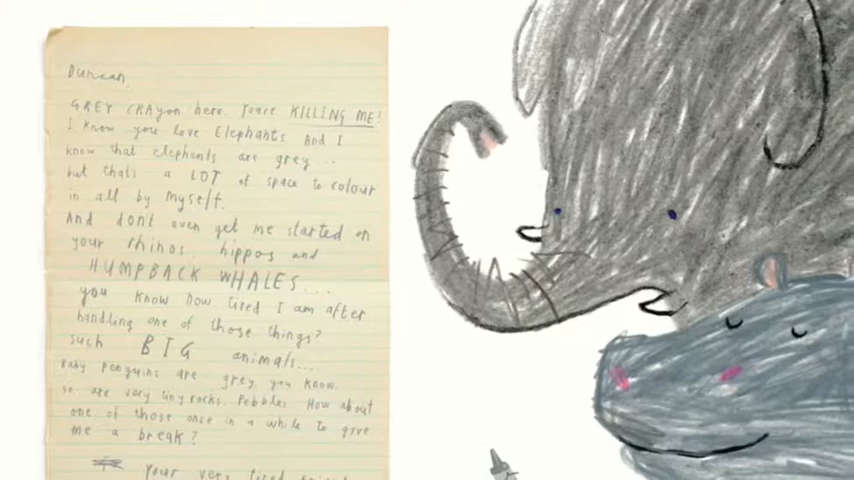 Duncan,
GREY CRAyon here. You're KILLING ME!
I know you love Elephants. And I
know that elephants are grey...
but that's a LOT of space to colour
in all by myself.
And don't even get me started on
your rhinos, hippos and
HUMPBACK WHALES...
you know how tired I am after
handling one of those things?
such BIG animals...
Baby penguins are grey, you know.
so are very tiny rocks. Pebbles. How about
one of those once in a while to give
me a break?
Your very tired friend